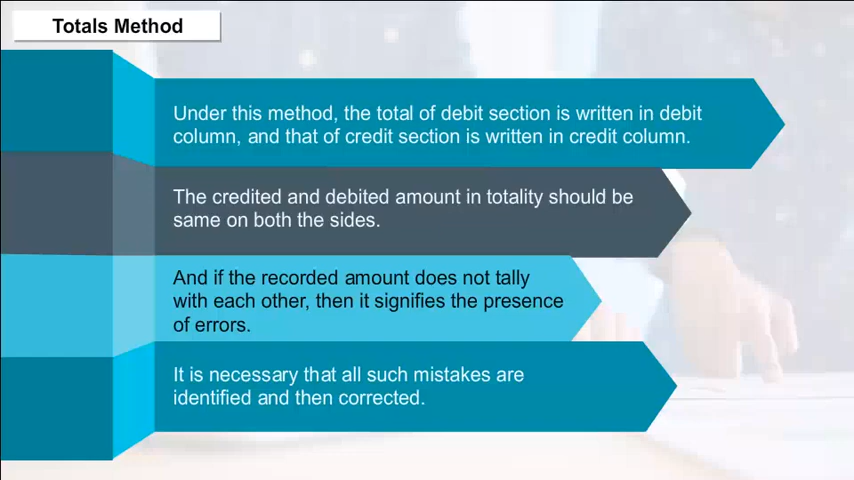 Totals Method
Under this method, the total of debit section is written in debit
column, and that of credit section is written in credit column.
The credited and debited amount in totality should be
same on both the sides.
And if the recorded amount does not tally
with each other, then it signifies the presence
of errors.
It is necessary that all such mistakes are
identified and then corrected.